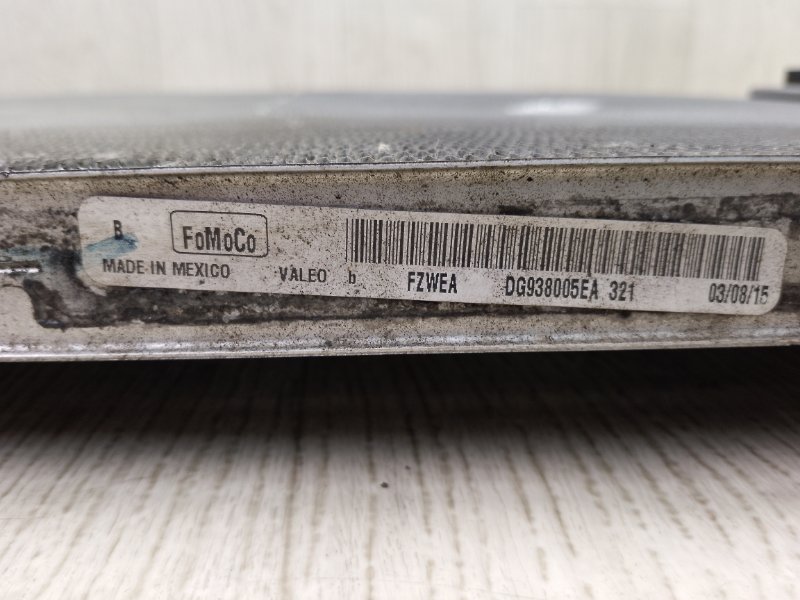 B FoMoCo
MADE IN MEXICO VALEO b FZWEA DG938005EA 321 03/08/15